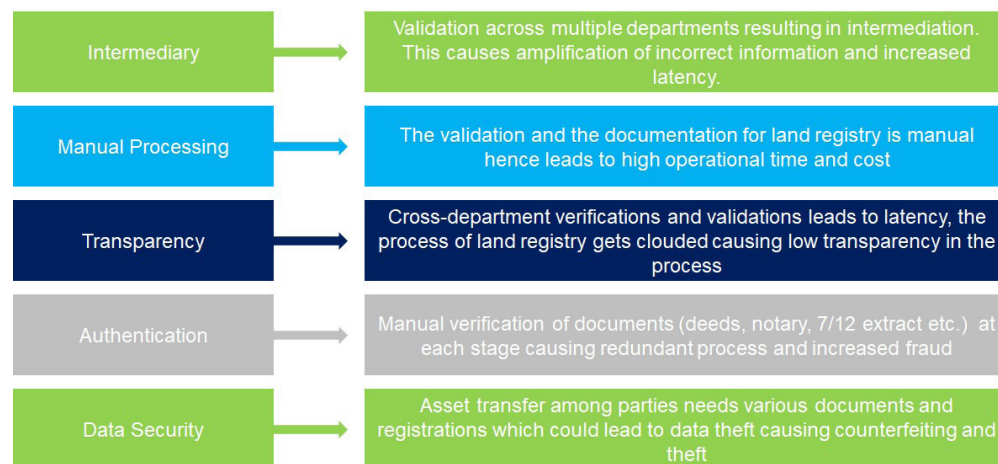 Intermediary
Validation across multiple departments resulting in intermediation.
This causes amplification of incorrect information and increased
latency.
Manual Processing
The validation and the documentation for land registry is manual
hence leads to high operational time and cost
Transparency
Cross-department verifications and validations leads to latency, the
process of land registry gets clouded causing low transparency in the
process
Authentication
Manual verification of documents (deeds, notary, 7/12 extract etc.) at
each stage causing redundant process and increased fraud
Data Security
Asset transfer among parties needs various documents and
registrations which could lead to data theft causing counterfeiting and
theft